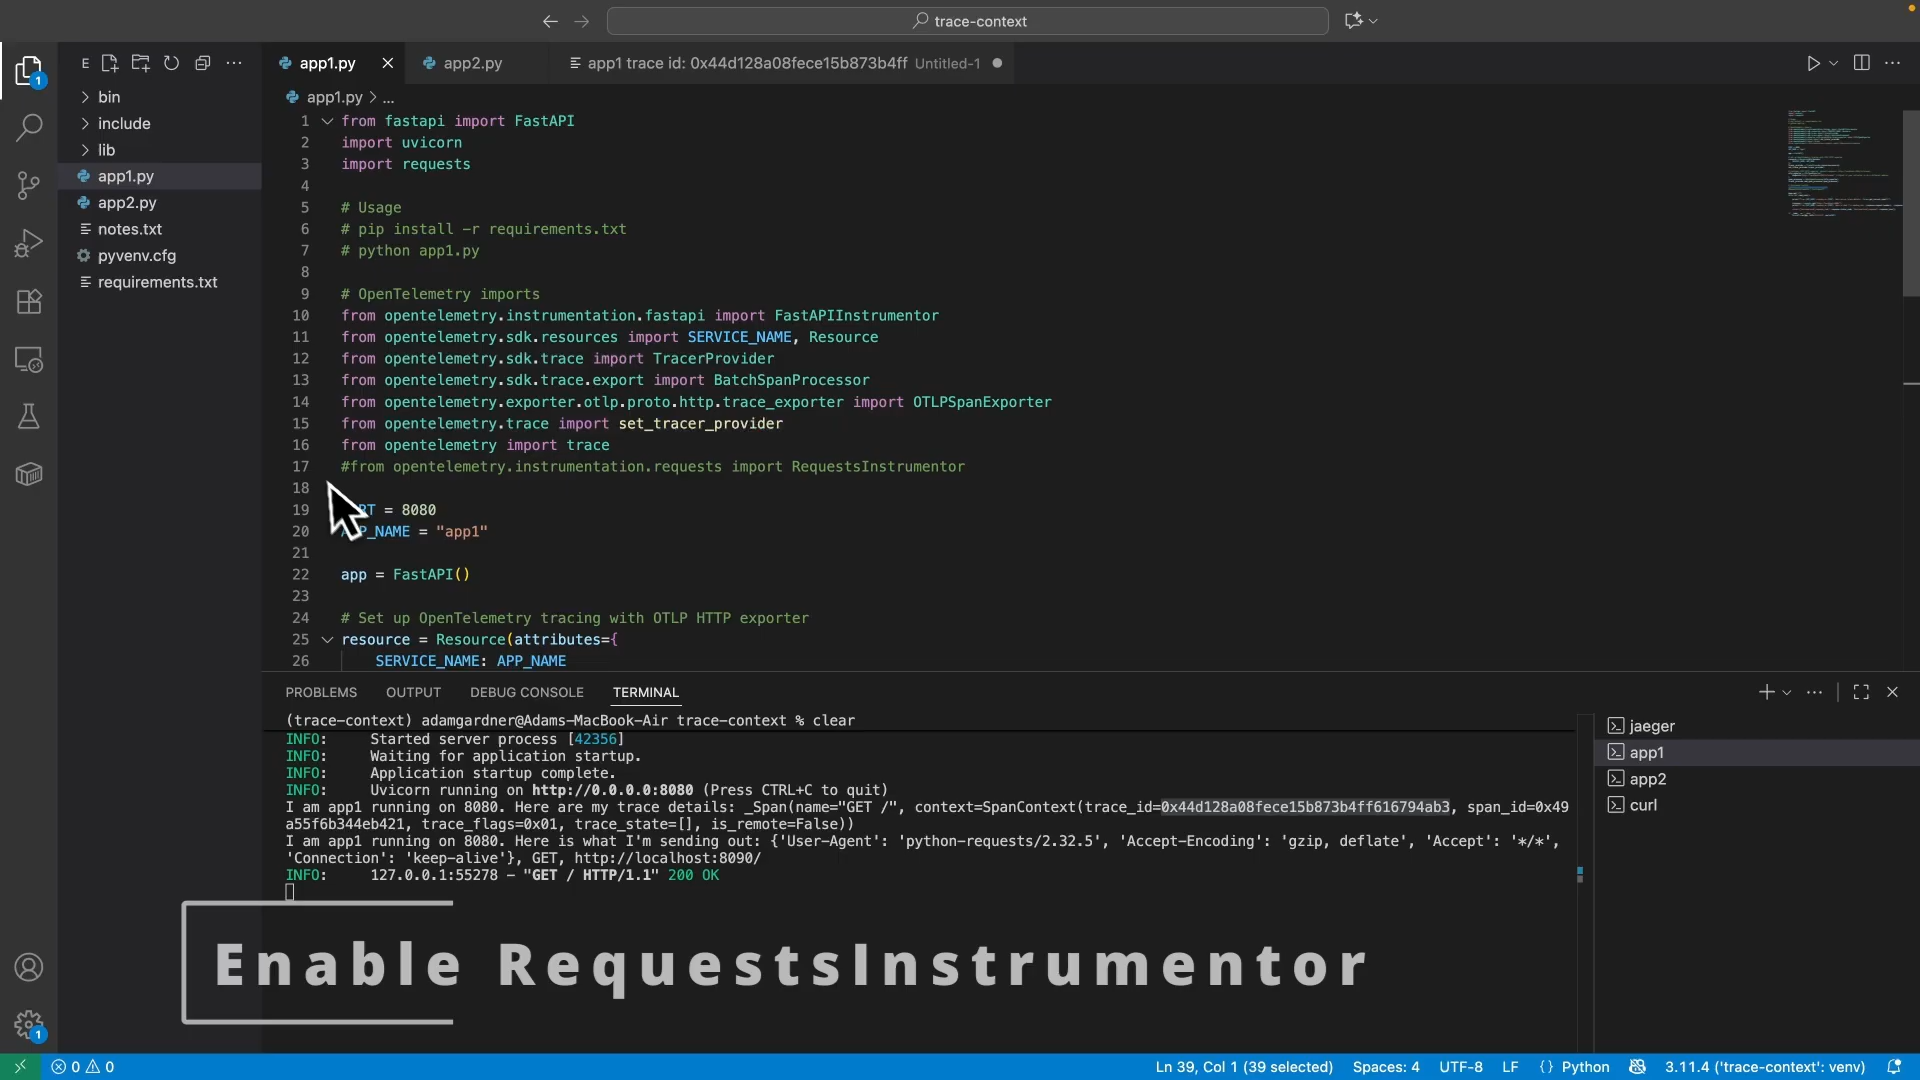 trace-context
E
app1.py
app2.py
app1 trace id: 0x44d128a08fece15b873b4ff Untitled-1
bin
include
lib
app1.py
app2.py
notes.txt
pyvenv.cfg
requirements.txt
1
1
app1.py > ...
1 from fastapi import FastAPI
2 import uvicorn
3 import requests
4
5 # Usage
6 # pip install -r requirements.txt
7 # python app1.py
8
9 # OpenTelemetry imports
10 from opentelemetry.instrumentation.fastapi import FastAPIInstrumentor
11 from opentelemetry.sdk.resources import SERVICE_NAME, Resource
12 from opentelemetry.sdk.trace import TracerProvider
13 from opentelemetry.sdk.trace.export import BatchSpanProcessor
14 from opentelemetry.exporter.otlp.proto.http.trace_exporter import OTLPSpanExporter
15 from opentelemetry.trace import set_tracer_provider
16 from opentelemetry import trace
17 #from opentelemetry.instrumentation.requests import RequestsInstrumentor
18
19 RT = 8080
20 P_NAME = "app1"
21
22 app = FastAPI()
23
24 # Set up OpenTelemetry tracing with OTLP HTTP exporter
25 resource = Resource(attributes={
26 SERVICE_NAME: APP_NAME
PROBLEMS OUTPUT DEBUG CONSOLE TERMINAL
(trace-context) adamgardner@Adams-MacBook-Air trace-context % clear
INFO: Started server process [42356]
INFO: Waiting for application startup.
INFO: Application startup complete.
INFO: Uvicorn running on http://0.0.0.0:8080 (Press CTRL+C to quit)
I am app1 running on 8080. Here are my trace details: _Span(name="GET /", context=SpanContext(trace_id=0x44d128a08fece15b873b4ff616794ab3, span_id=0x49
a55f6b344eb421, trace_flags=0x01, trace_state=[], is_remote=False))
I am app1 running on 8080. Here is what I'm sending out: {'User-Agent': 'python-requests/2.32.5', 'Accept-Encoding': 'gzip, deflate', 'Accept': '*/*',
'Connection': 'keep-alive'}, GET, http://localhost:8090/
INFO: 127.0.0.1:55278 - "GET / HTTP/1.1" 200 OK
jaeger
app1
app2
curl
Enable RequestsInstrumentor
0 0
Ln 39, Col 1 (39 selected) Spaces: 4 UTF-8 LF {} Python 3.11.4 ('trace-context': venv)